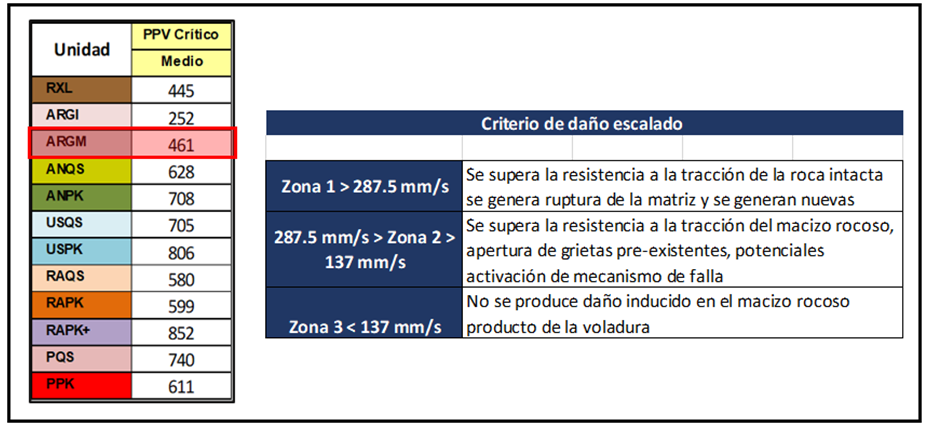 Unidad
PPV Crítico
Medio
RXL 445
ARGI 252
ARGM 461
ANQS 628
ANPK 708
USQS 705
USPK 806
RAQS 580
RAPK 599
RAPK+ 852
PQS 740
PPK 611
Criterio de daño escalado
Zona 1 > 287.5 mm/s
Se supera la resistencia a la tracción de la roca intacta
se genera ruptura de la matriz y se generan nuevas
287.5 mm/s > Zona 2 >
137 mm/s
Se supera la resistencia a la tracción del macizo rocoso,
apertura de grietas pre-existentes, potenciales
activación de mecanismo de falla
Zona 3 < 137 mm/s
No se produce daño inducido en el macizo rocoso
producto de la voladura